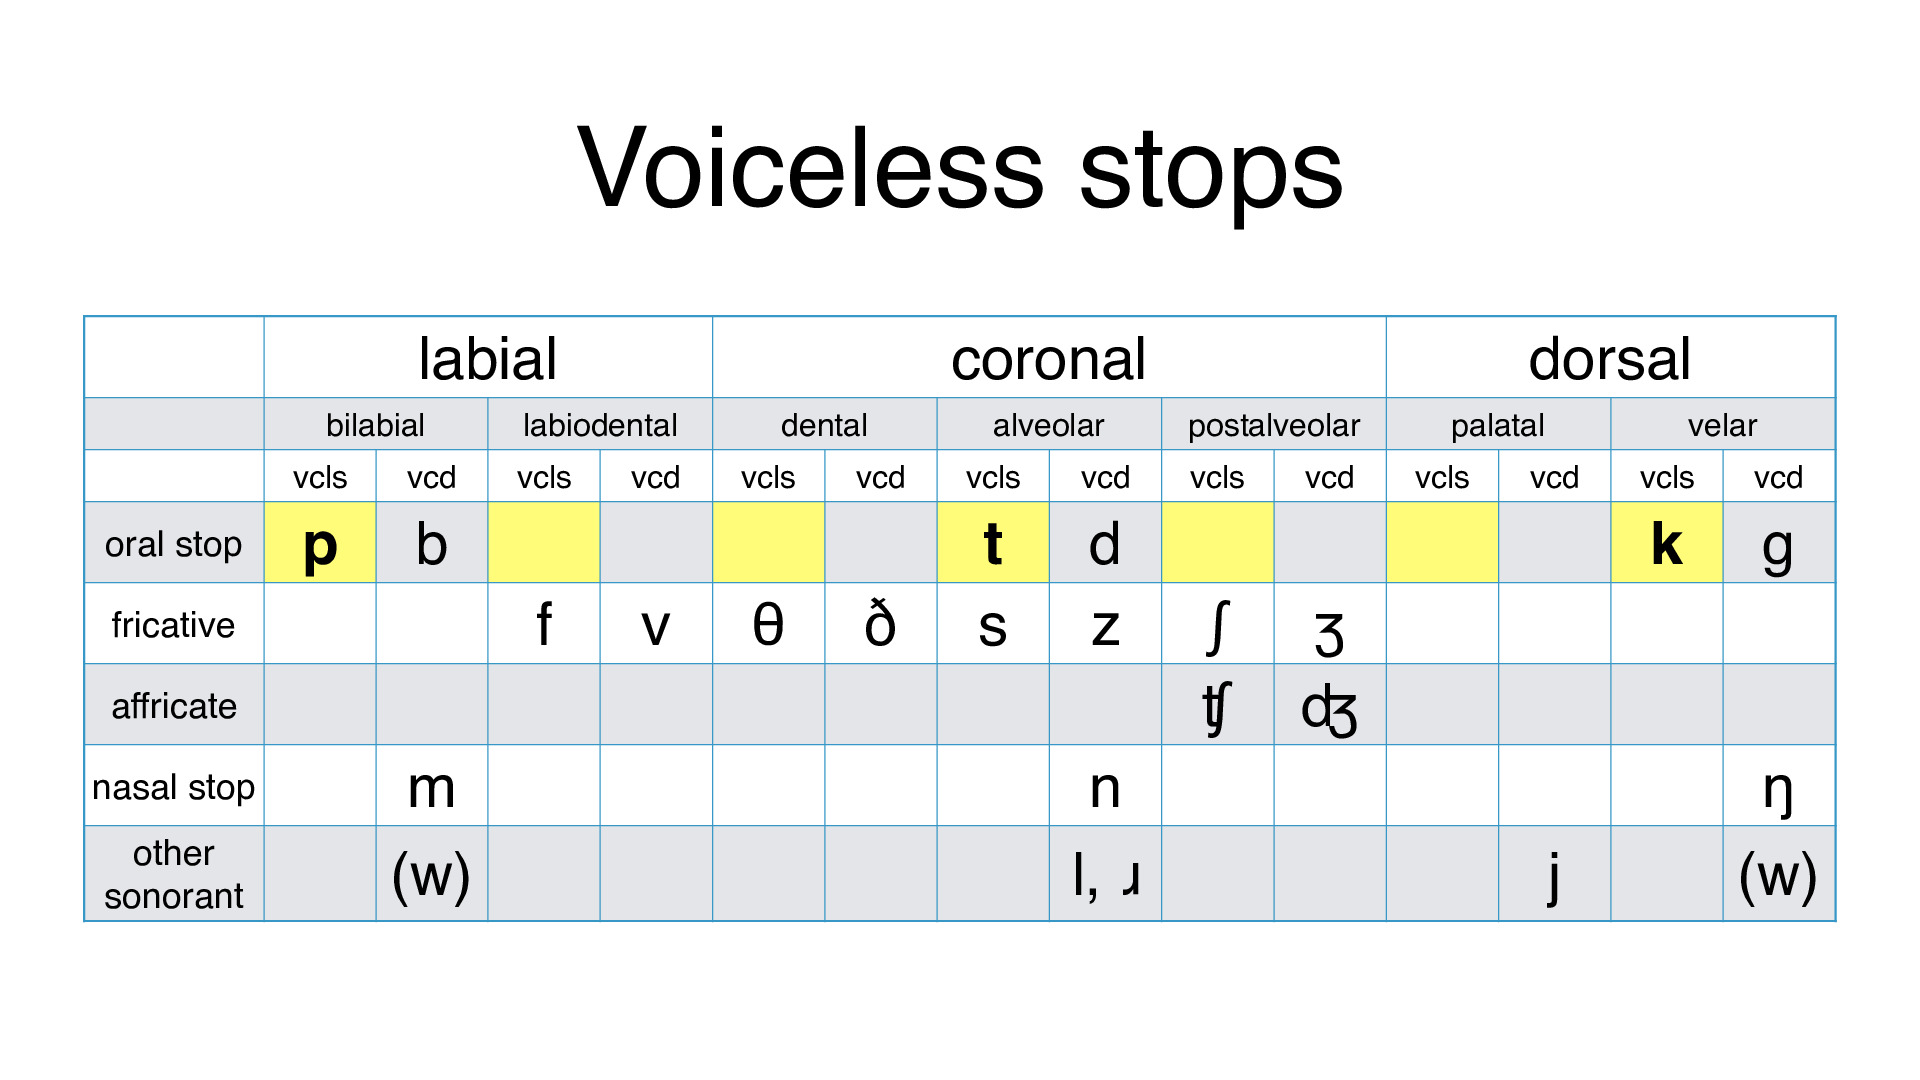 Voiceless stops
labial coronal dorsal
bilabial labiodental dental alveolar postalveolar palatal velar
vcls vcd vcls vcd vcls vcd vcls vcd vcls vcd vcls vcd vcls vcd
oral stop p b t d k g
fricative f v θ ð s z ʃ ʒ
affricate ʧ ʤ
nasal stop m n ŋ
other
sonorant (w) l, ɹ j (w)